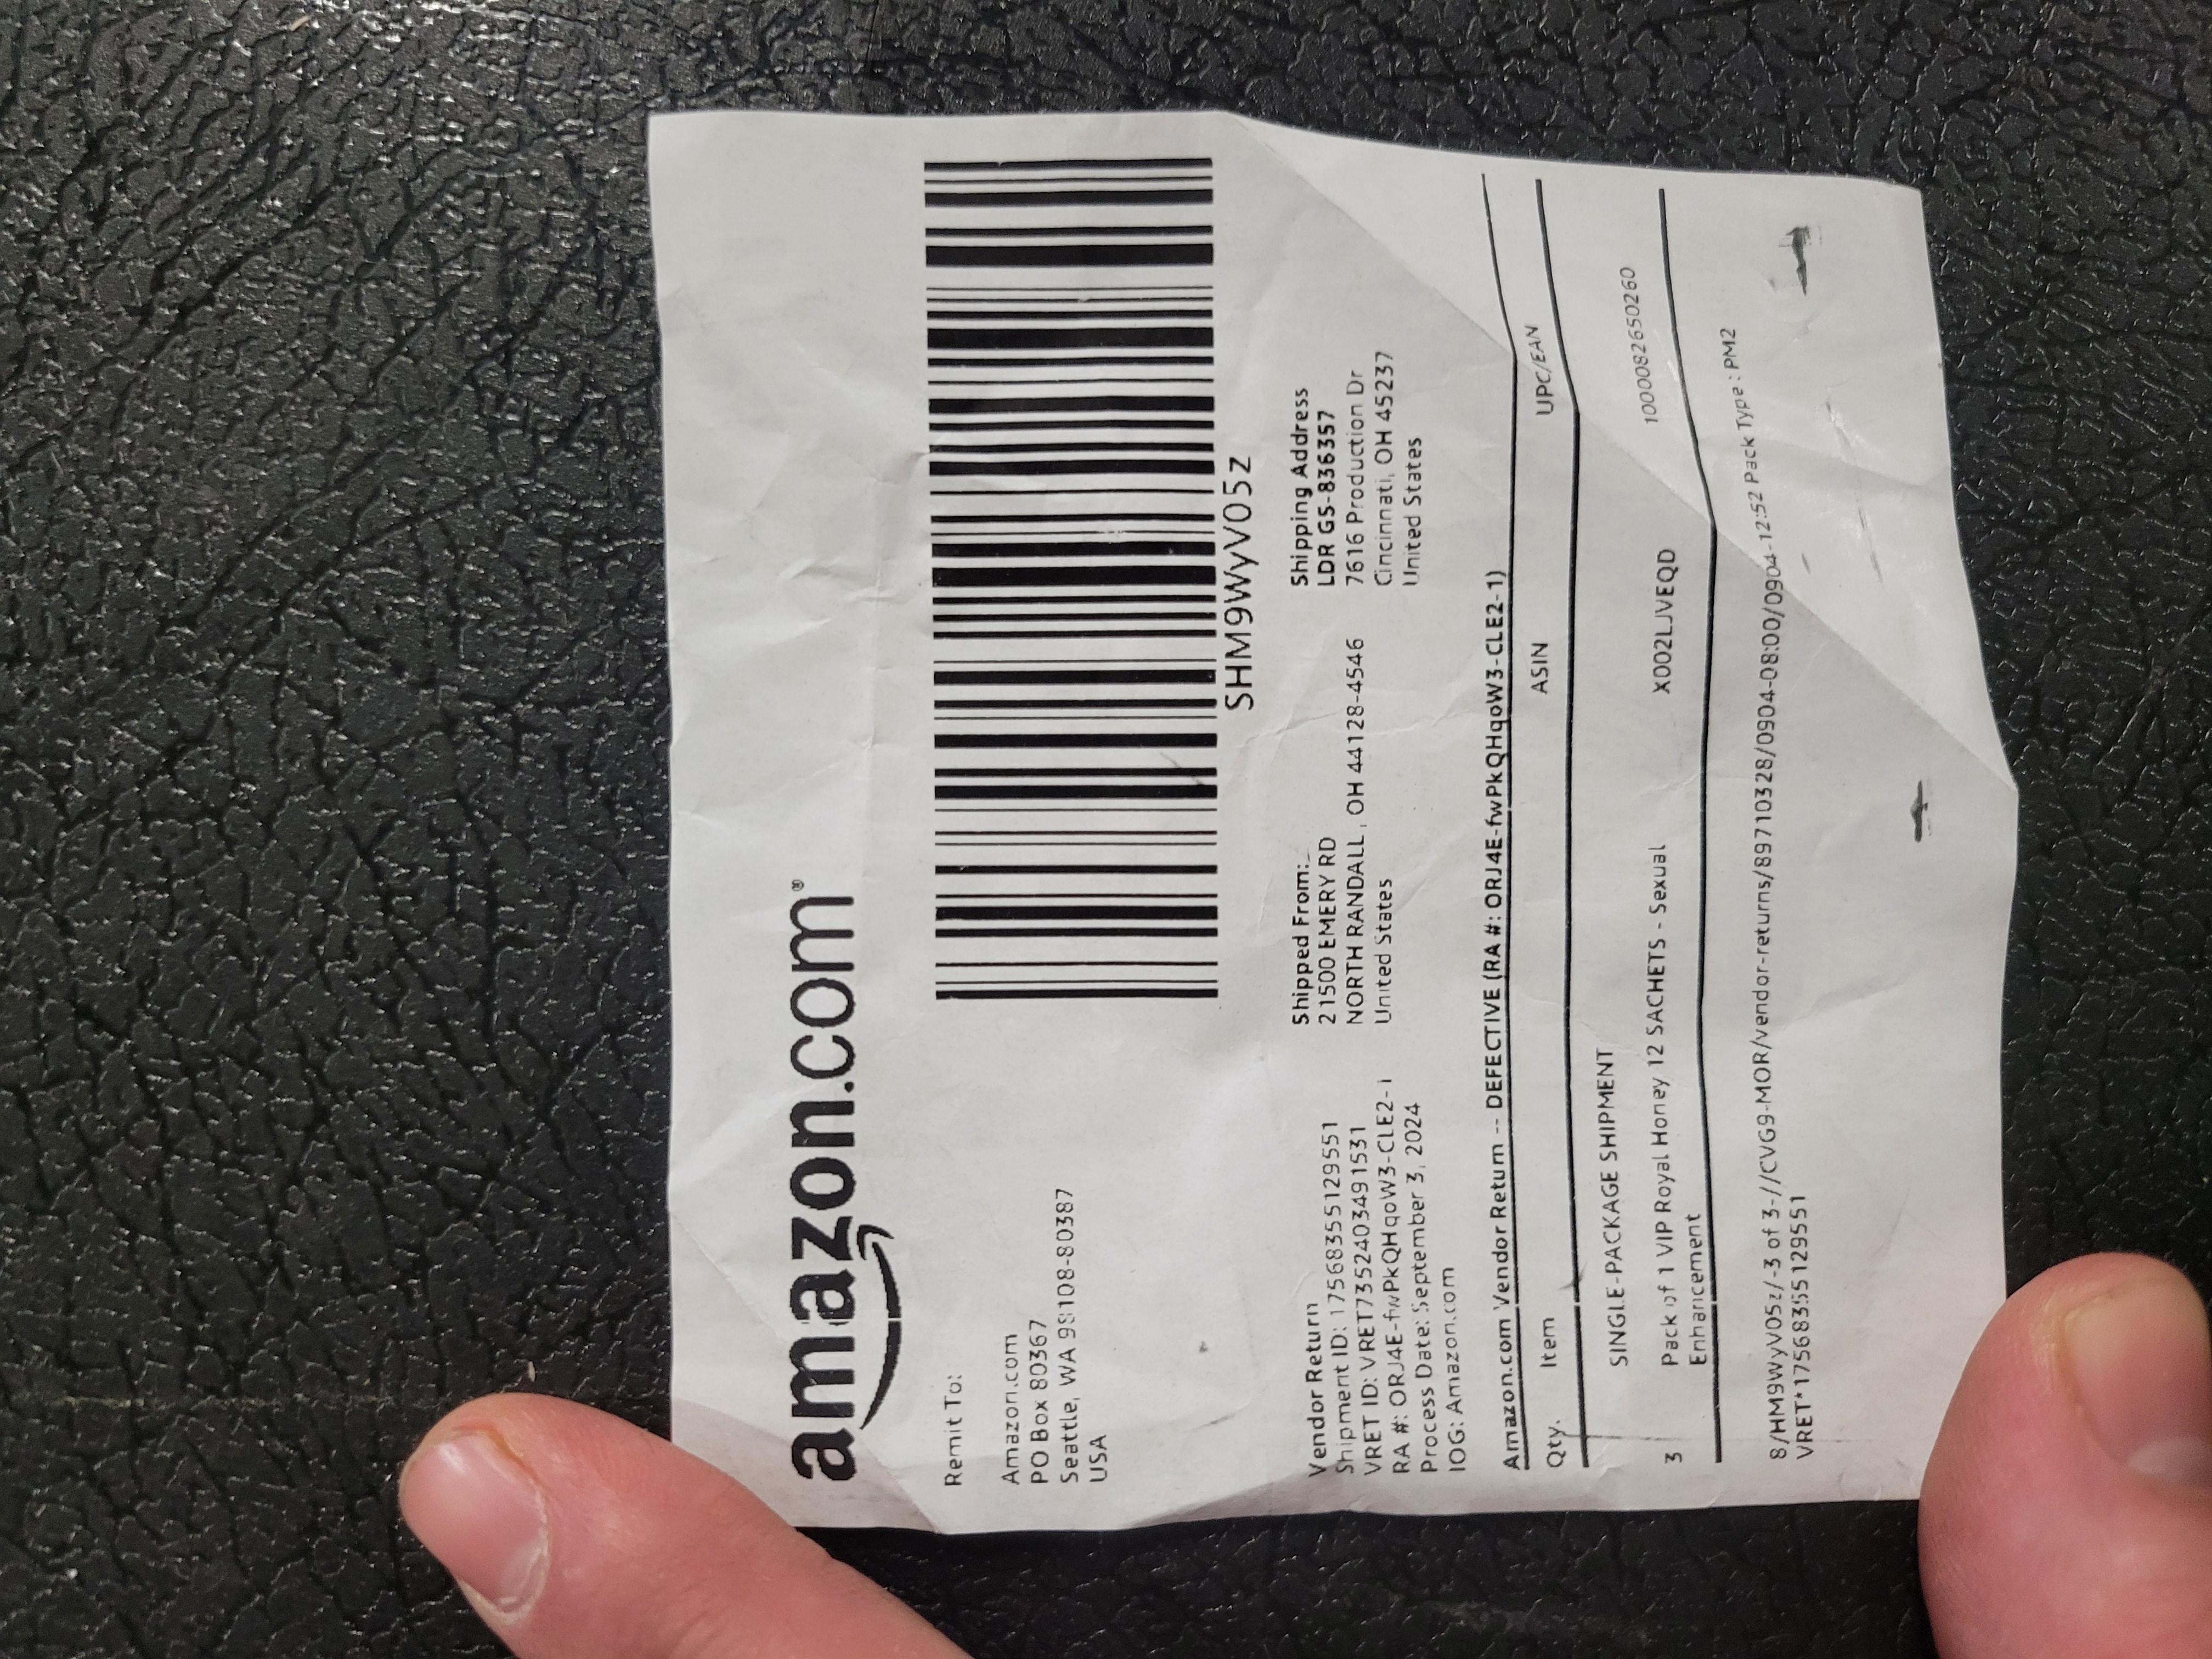 amazon.com®
Remit To:
Amazon.com
PO Box 80367
Seattle, WA 98108-80387
USA
SHM9WyV05z
Vendor Return
Shipment ID: 17568355129551
VRET ID: VRET7352403491531
RA #: ORJ4E-fwPkQHqoW3-CLE2-1
Process Date: September 3, 2024
IOG: Amazon.com
Shipped From:
21500 EMERY RD
NORTH RANDALL, OH 44128-4546
United States
Shipping Address
LDR GS-836357
7616 Production Dr
Cincinnati, OH 45237
United States
Amazon.com Vendor Return -- DEFECTIVE (RA #: ORJ4E-fwPkQHqoW3-CLE2-1)
Qty. Item ASIN UPC/EAN
SINGLE-PACKAGE SHIPMENT
3 Pack of 1 VIP Royal Honey 12 SACHETS - Sexual X002LJVEQD 1000082650260
Enhancement
8/HM9WyV05z/-3 of 3-//CVG9-MOR/vendor-returns/89710328/0904-08:00/0904-12:52 Pack Type : PM2
VRET*17568355129551